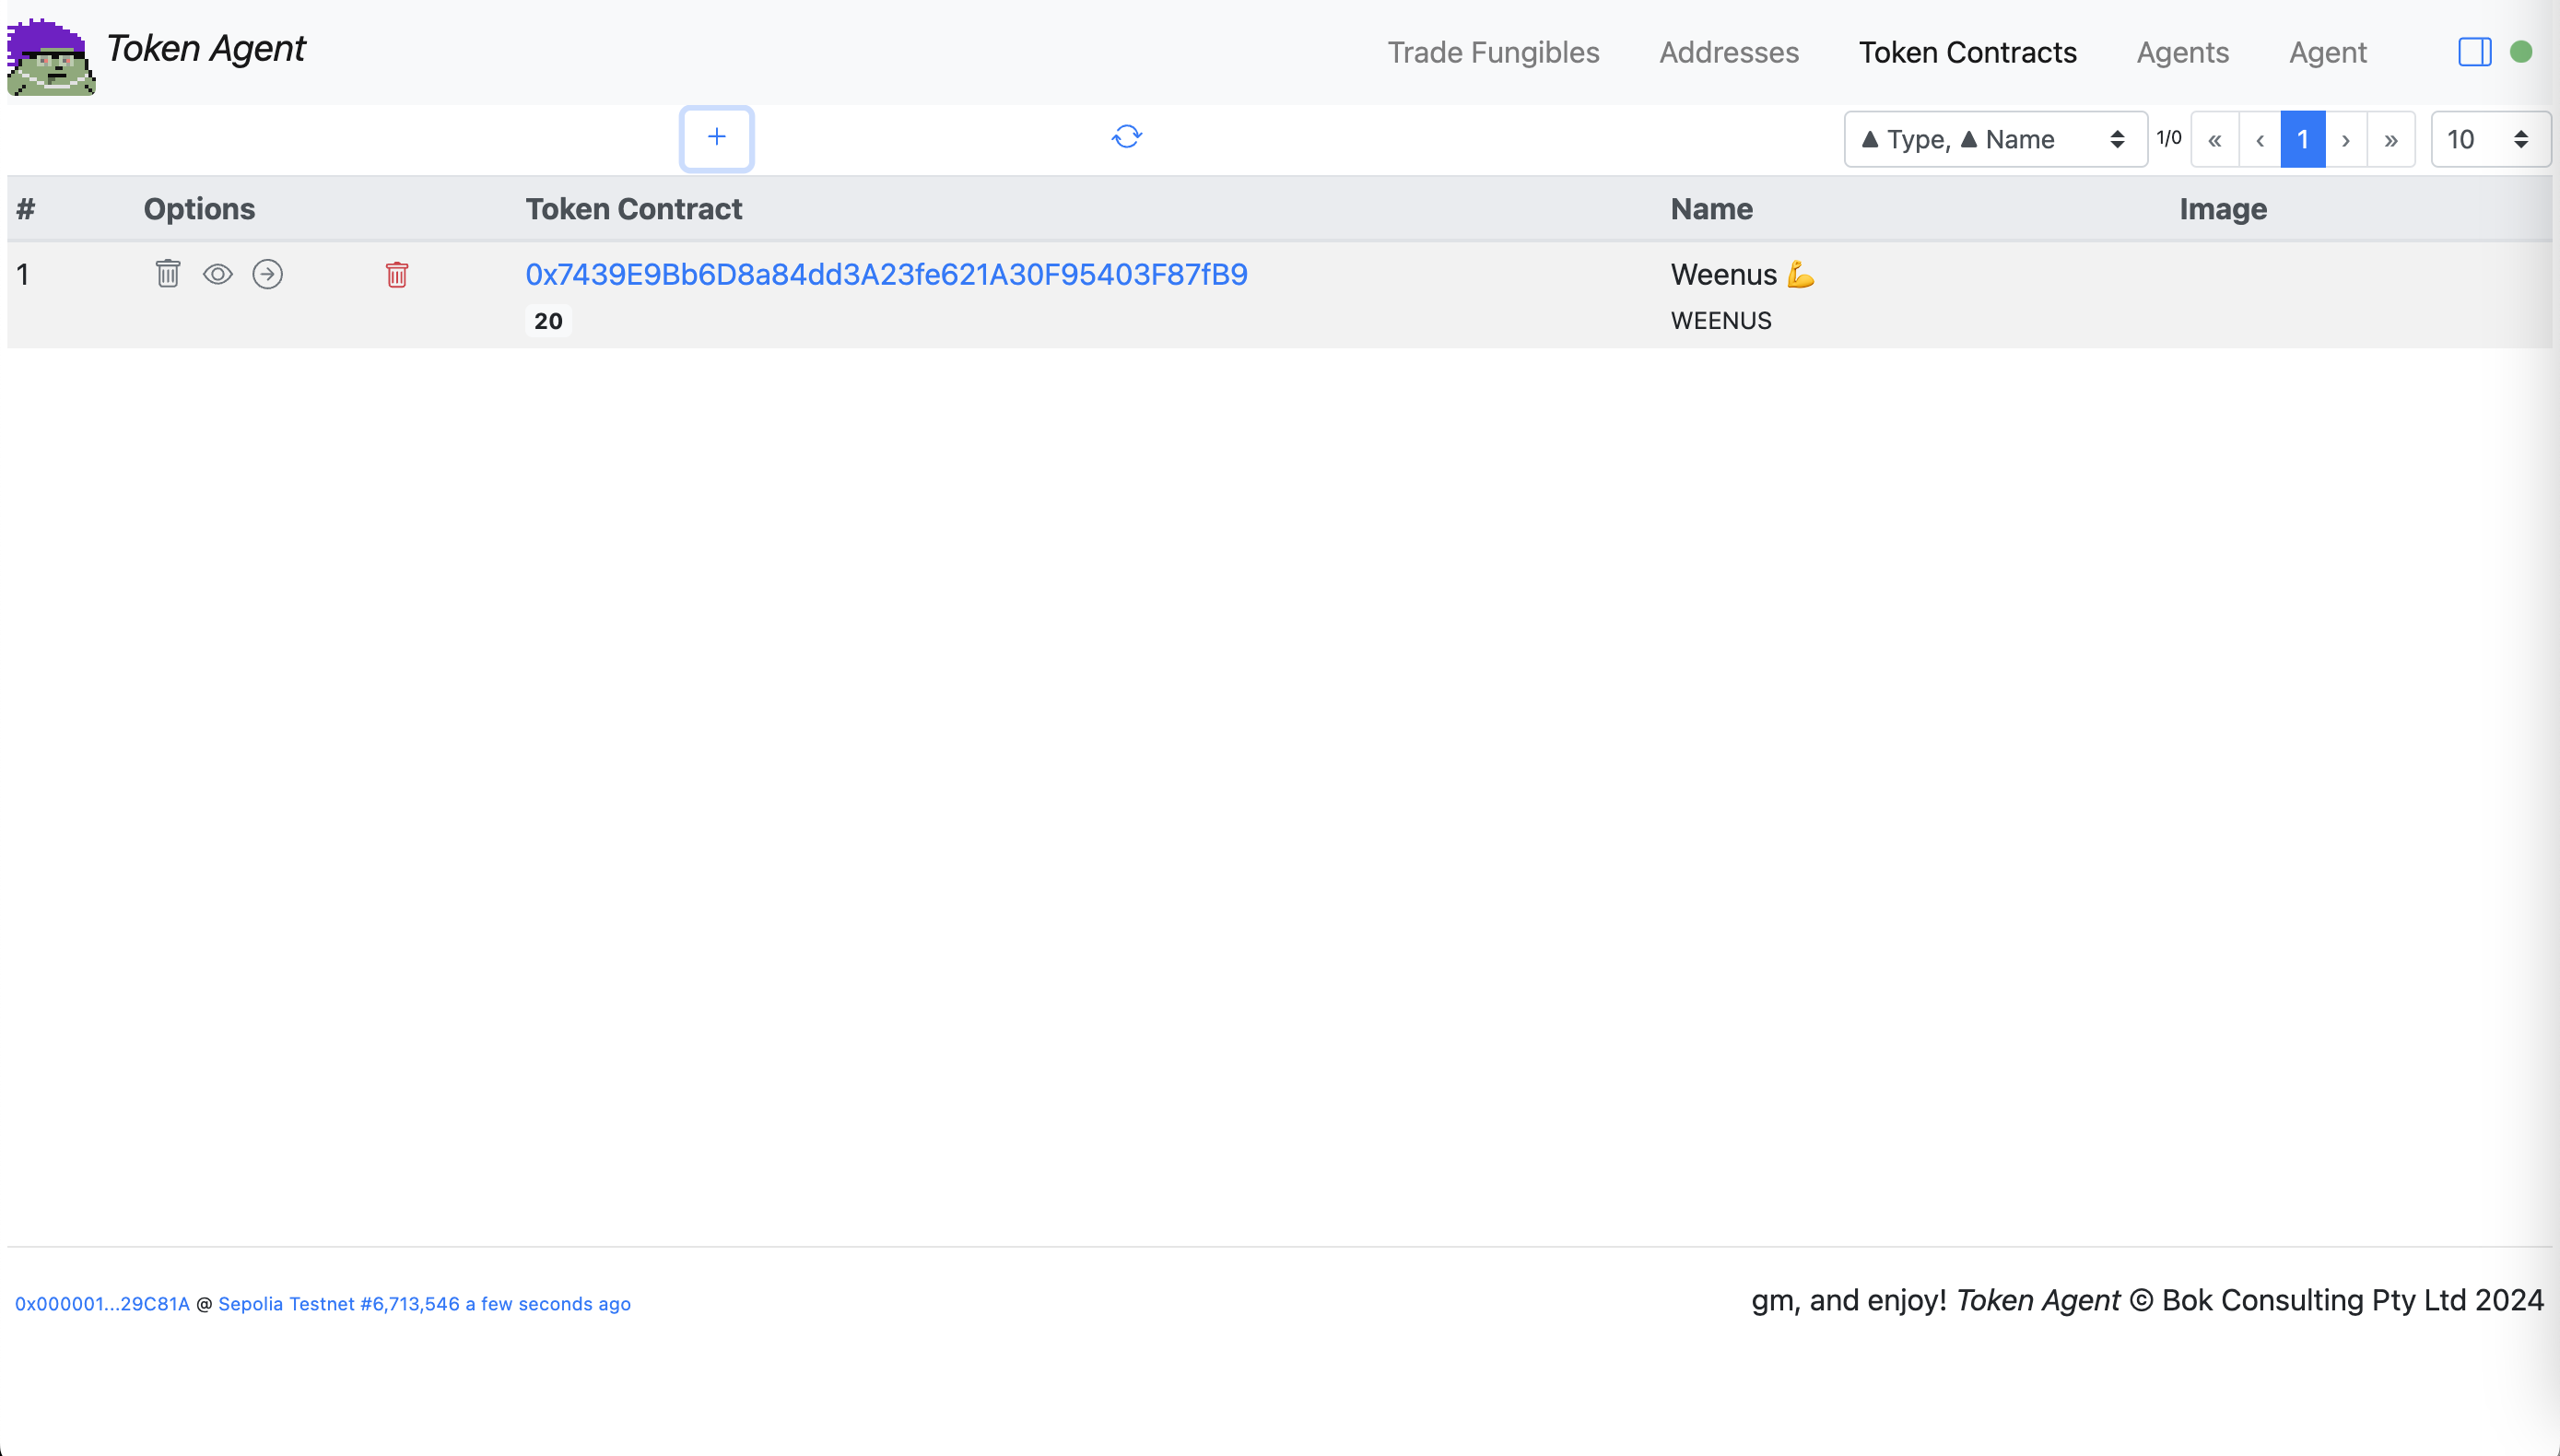 Token Agent
Trade Fungibles Addresses Token Contracts Agents Agent
+ ▲ Type, ▲ Name 1/0 « ‹ 1 › » 10
# Options Token Contract Name Image
1 0x7439E9Bb6D8a84dd3A23fe621A30F95403F87fB9 Weenus 💪
20 WEENUS
0x000001...29C81A @ Sepolia Testnet #6,713,546 a few seconds ago
gm, and enjoy! Token Agent © Bok Consulting Pty Ltd 2024